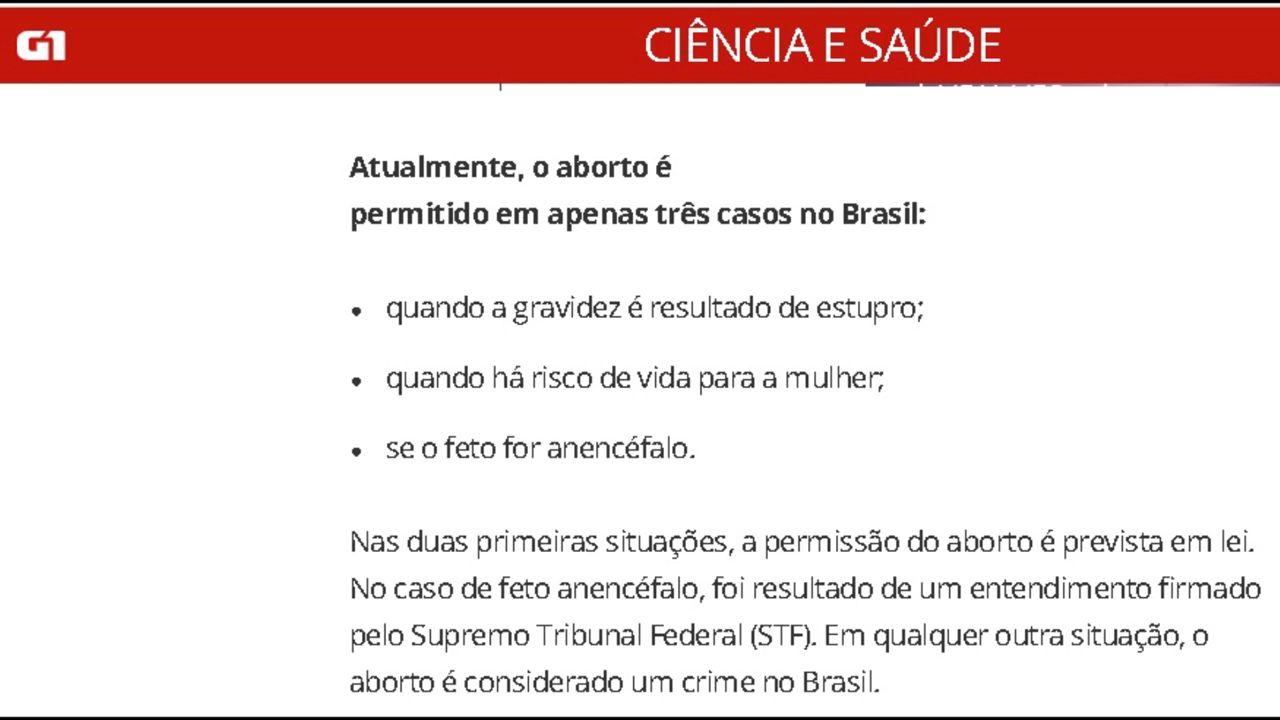 G1
CIÊNCIA E SAÚDE
Atualmente, o aborto é
permitido em apenas três casos no Brasil:
• quando a gravidez é resultado de estupro;
• quando há risco de vida para a mulher;
• se o feto for anencéfalo.
Nas duas primeiras situações, a permissão do aborto é prevista em lei.
No caso de feto anencéfalo, foi resultado de um entendimento firmado
pelo Supremo Tribunal Federal (STF). Em qualquer outra situação, o
aborto é considerado um crime no Brasil.